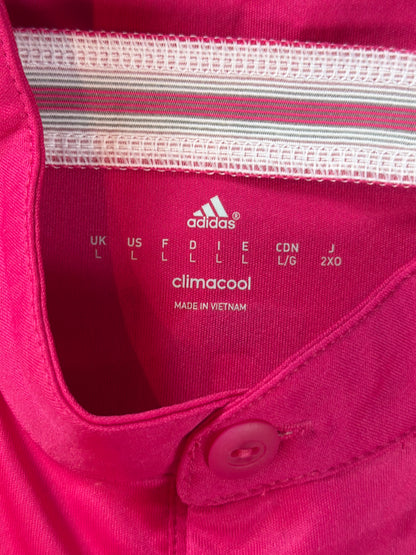 adidas®
UK US F D I E CDN J
L L L L L L L/G 2XO
climacool
MADE IN VIETNAM